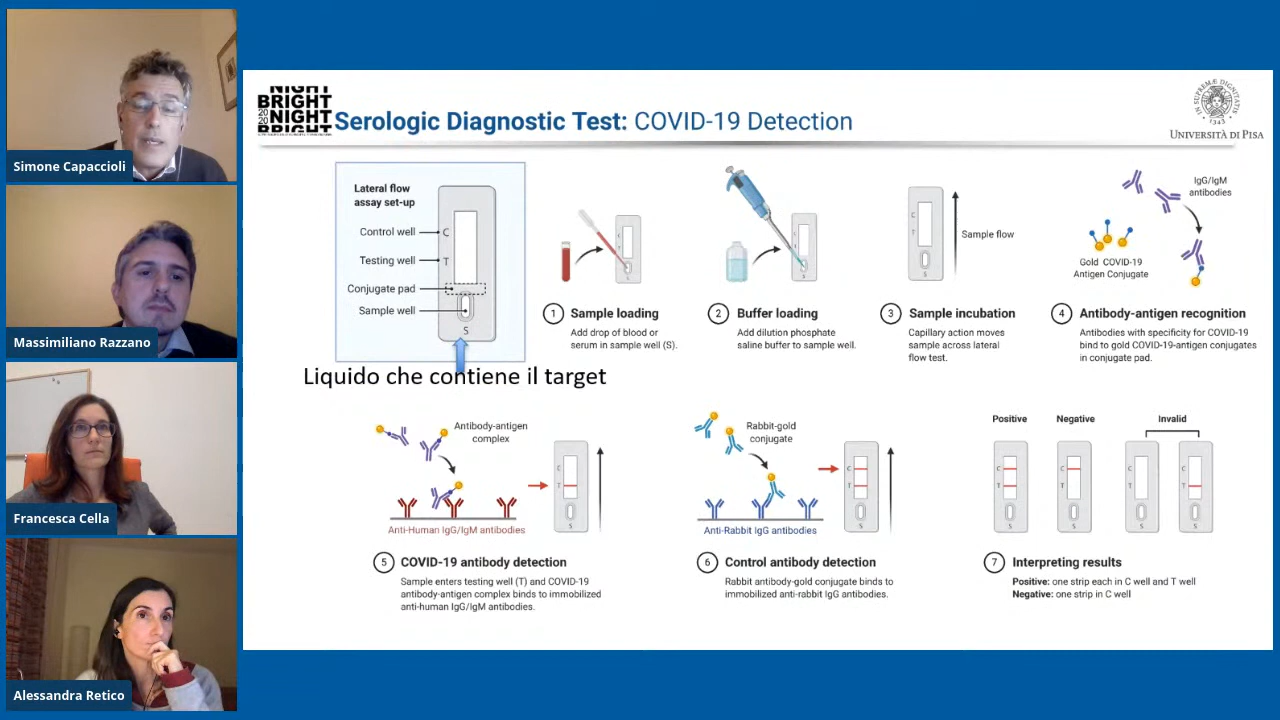 Simone Capaccioli
Massimiliano Razzano
Francesca Cella
Alessandra Retico
NIGHT
BRIGHT
NIGHT
BRIGHT
Serologic Diagnostic Test: COVID-19 Detection
UNIVERSITÀ DI PISA
Lateral flow
assay set-up
Control well
Testing well
Conjugate pad
Sample well
C
T
S
Liquido che contiene il target
1 Sample loading
Add drop of blood or
serum in sample well (S).
2 Buffer loading
Add dilution phosphate
saline buffer to sample well.
Sample flow
3 Sample incubation
Capillary action moves
sample across lateral
flow test.
IgG/IgM
antibodies
Gold COVID-19
Antigen Conjugate
4 Antibody-antigen recognition
Antibodies with specificity for COVID-19
bind to gold COVID-19-antigen conjugates
in conjugate pad.
Antibody-antigen
complex
Anti-Human IgG/IgM antibodies
5 COVID-19 antibody detection
Sample enters testing well (T) and COVID-19
antibody-antigen complex binds to immobilized
anti-human IgG/IgM antibodies.
Rabbit-gold
conjugate
Anti-Rabbit IgG antibodies
6 Control antibody detection
Rabbit antibody-gold conjugate binds to
immobilized anti-rabbit IgG antibodies.
Positive Negative Invalid
7 Interpreting results
Positive: one strip each in C well and T well
Negative: one strip in C well